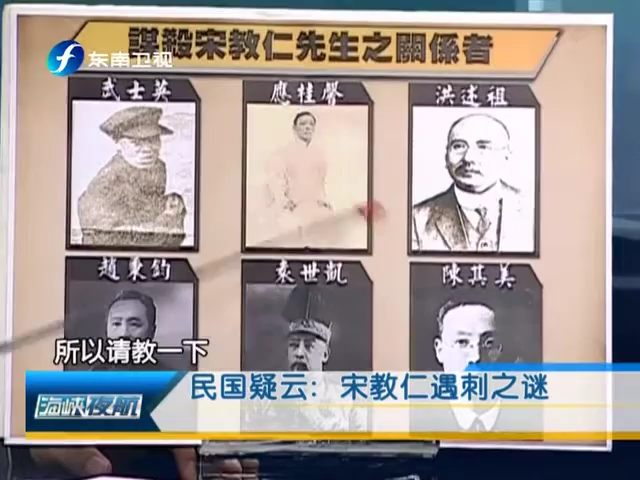 东南卫视
謀殺宋教仁先生之關係者
武士英
應桂馨
洪述祖
趙秉鈞
袁世凱
陳其美
所以请教一下
民国疑云：宋教仁遇刺之谜
海峡夜航